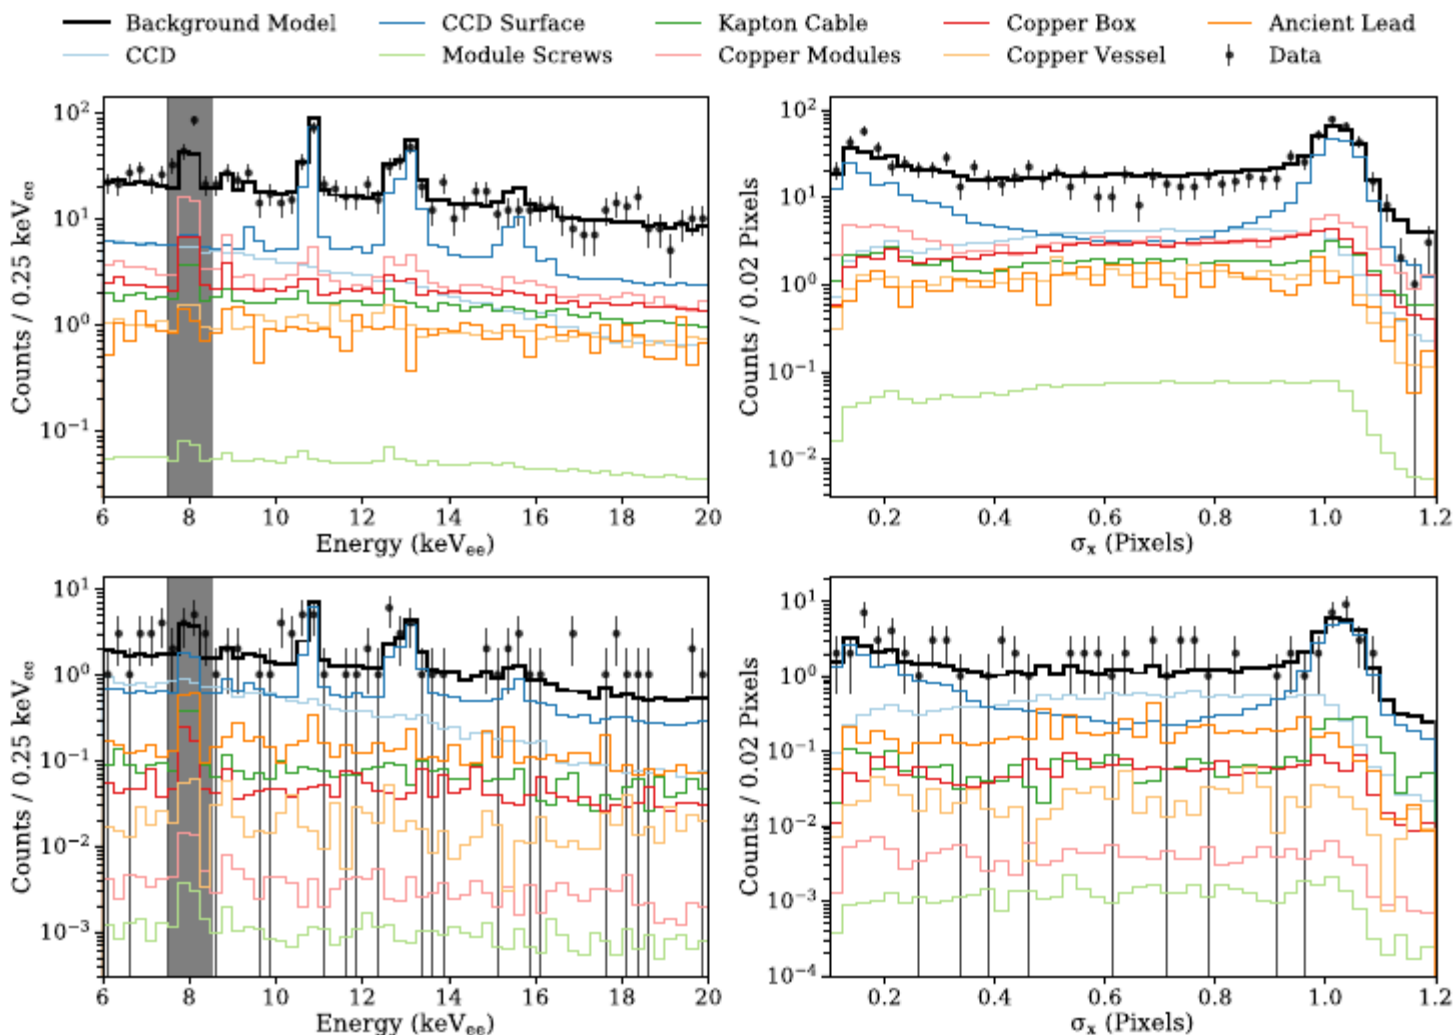 Background Model CCD Surface Kapton Cable Copper Box Ancient Lead
CCD Module Screws Copper Modules Copper Vessel Data
10² 10¹ 10⁰ 10⁻¹
Counts / 0.25 keVₑₑ
6 8 10 12 14 16 18 20
Energy (keVₑₑ)
10² 10¹ 10⁰ 10⁻¹ 10⁻²
Counts / 0.02 Pixels
0.2 0.4 0.6 0.8 1.0 1.2
σₓ (Pixels)
10¹ 10⁰ 10⁻¹ 10⁻² 10⁻³
Counts / 0.25 keVₑₑ
6 8 10 12 14 16 18 20
Energy (keVₑₑ)
10¹ 10⁰ 10⁻¹ 10⁻² 10⁻³ 10⁻⁴
Counts / 0.02 Pixels
0.2 0.4 0.6 0.8 1.0 1.2
σₓ (Pixels)